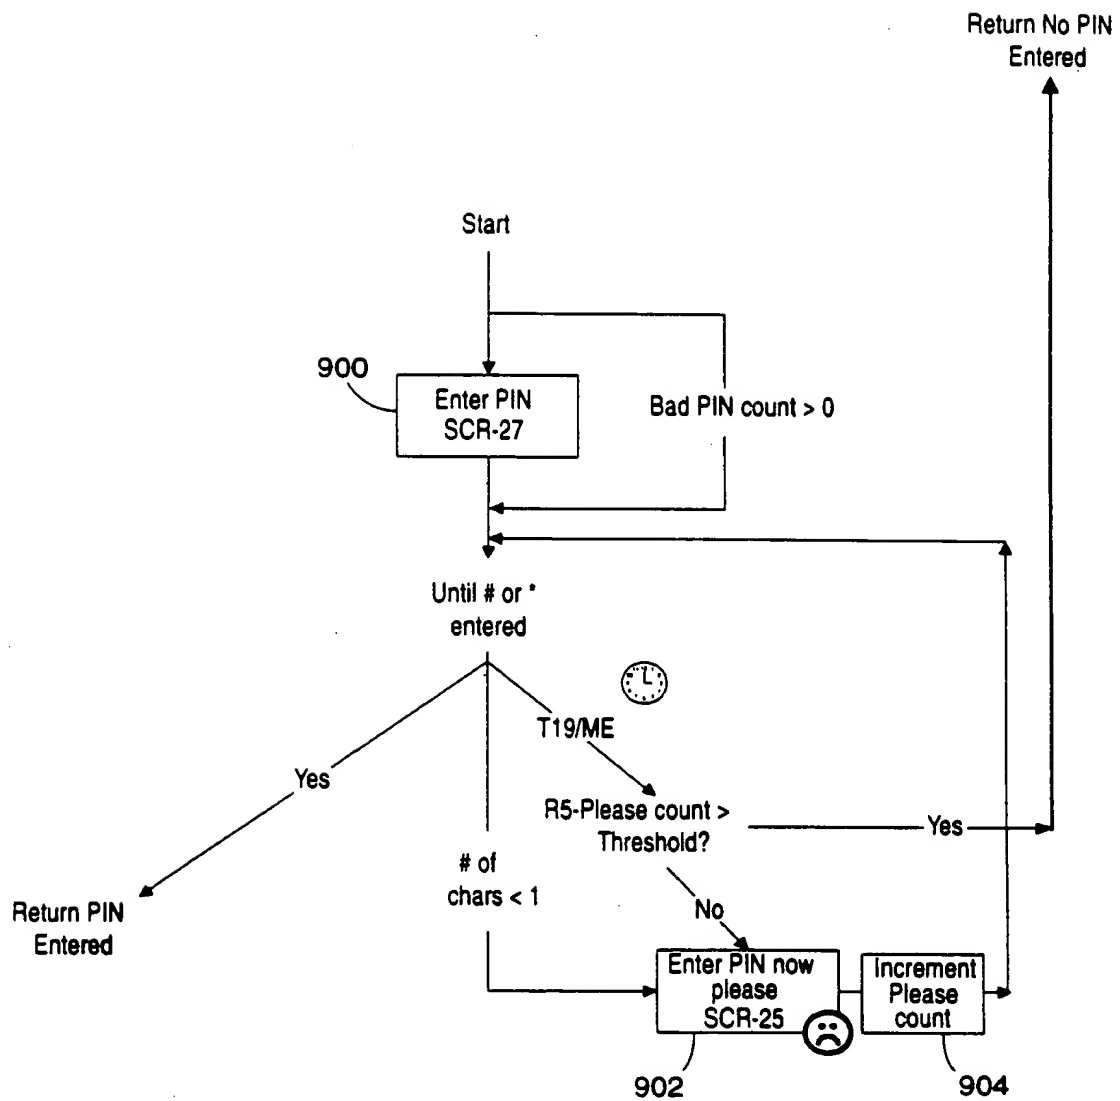 Return No PIN
Entered
Start
900
Enter PIN
SCR-27
Bad PIN count > 0
Until # or *
entered
T19/ME
Yes
R5-Please count >
Threshold?
Yes
# of
chars < 1
No
Return PIN
Entered
Enter PIN now
please
SCR-25
Increment
Please
count
902
904